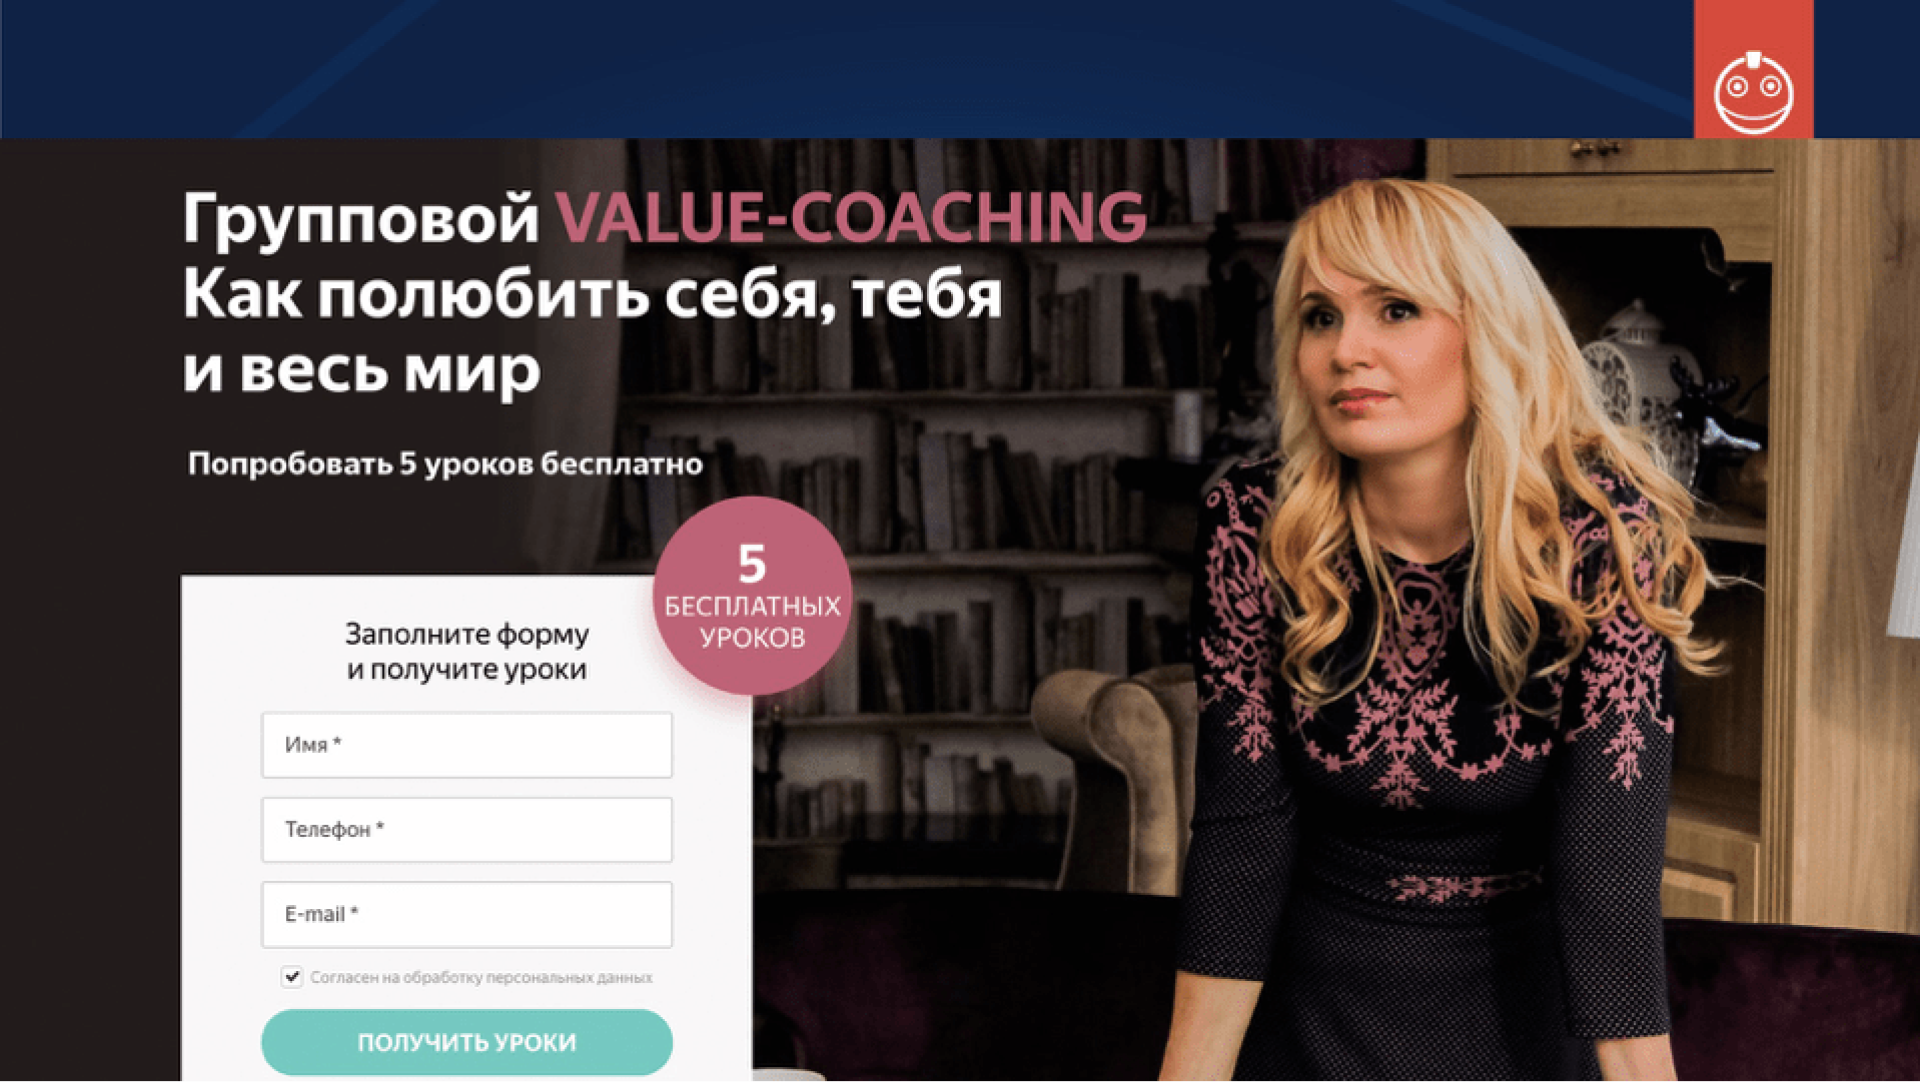 Групповой VALUE-COACHING
Как полюбить себя, тебя
и весь мир
Попробовать 5 уроков бесплатно
5
БЕСПЛАТНЫХ
УРОКОВ
Заполните форму
и получите уроки
Имя *
Телефон *
E-mail *
Согласен на обработку персональных данных
ПОЛУЧИТЬ УРОКИ